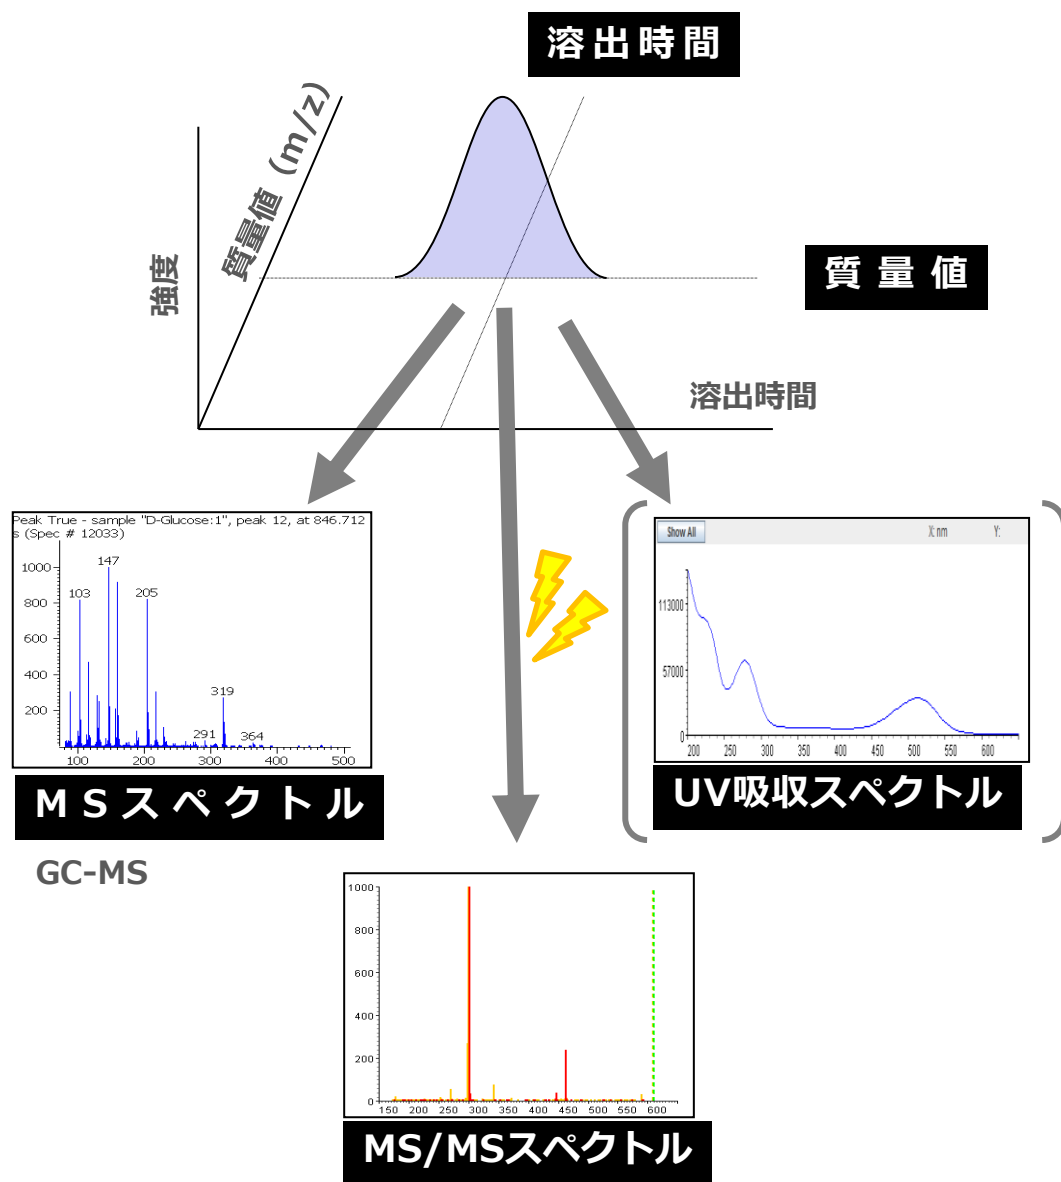 溶出時間
質量値（m/z）
強度
質量値
溶出時間
Peak True - sample "D-Glucose:1", peak 12, at 846.712
s (Spec # 12033)
1000
800
600
400
200
147
103
205
319
291
364
100 200 300 400 500
MSスペクトル
GC-MS
Show All X: nm Y:
113000
57000
0
200 250 300 350 400 450 500 550 600
UV吸収スペクトル
1000
800
600
400
200
0
150 200 250 300 350 400 450 500 550 600
MS/MSスペクトル